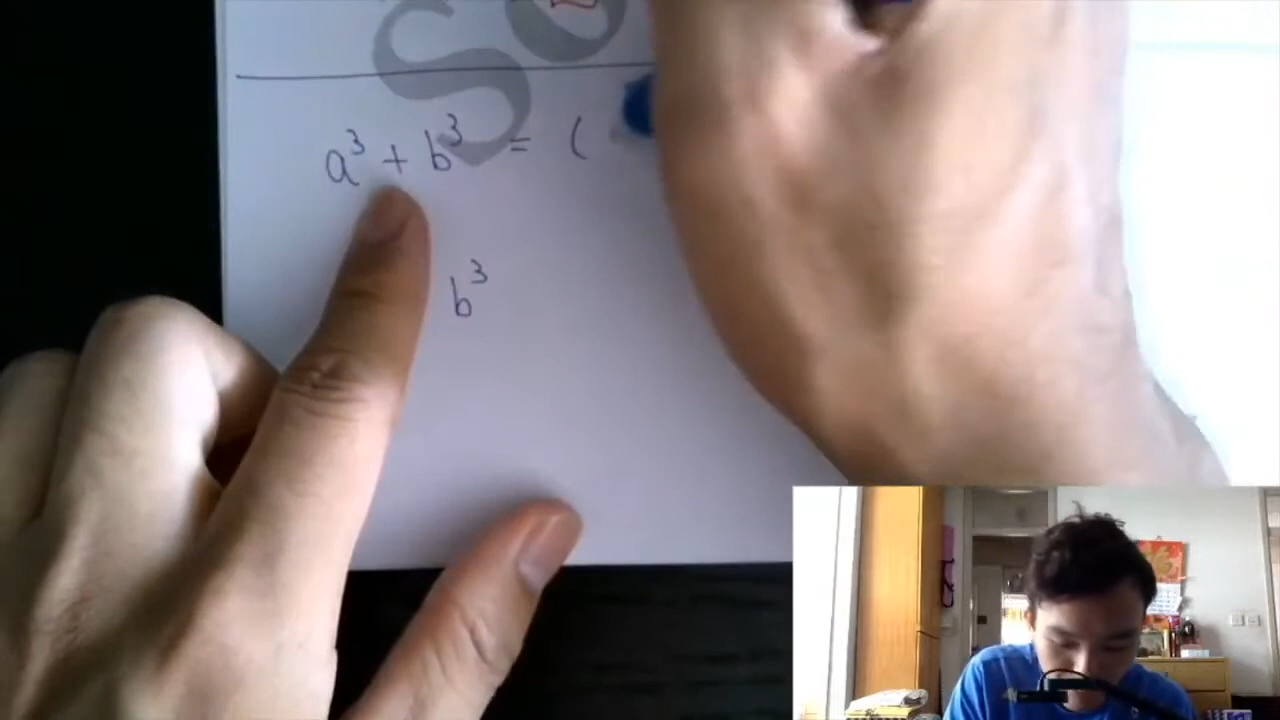 a³ + b³ = (
b³